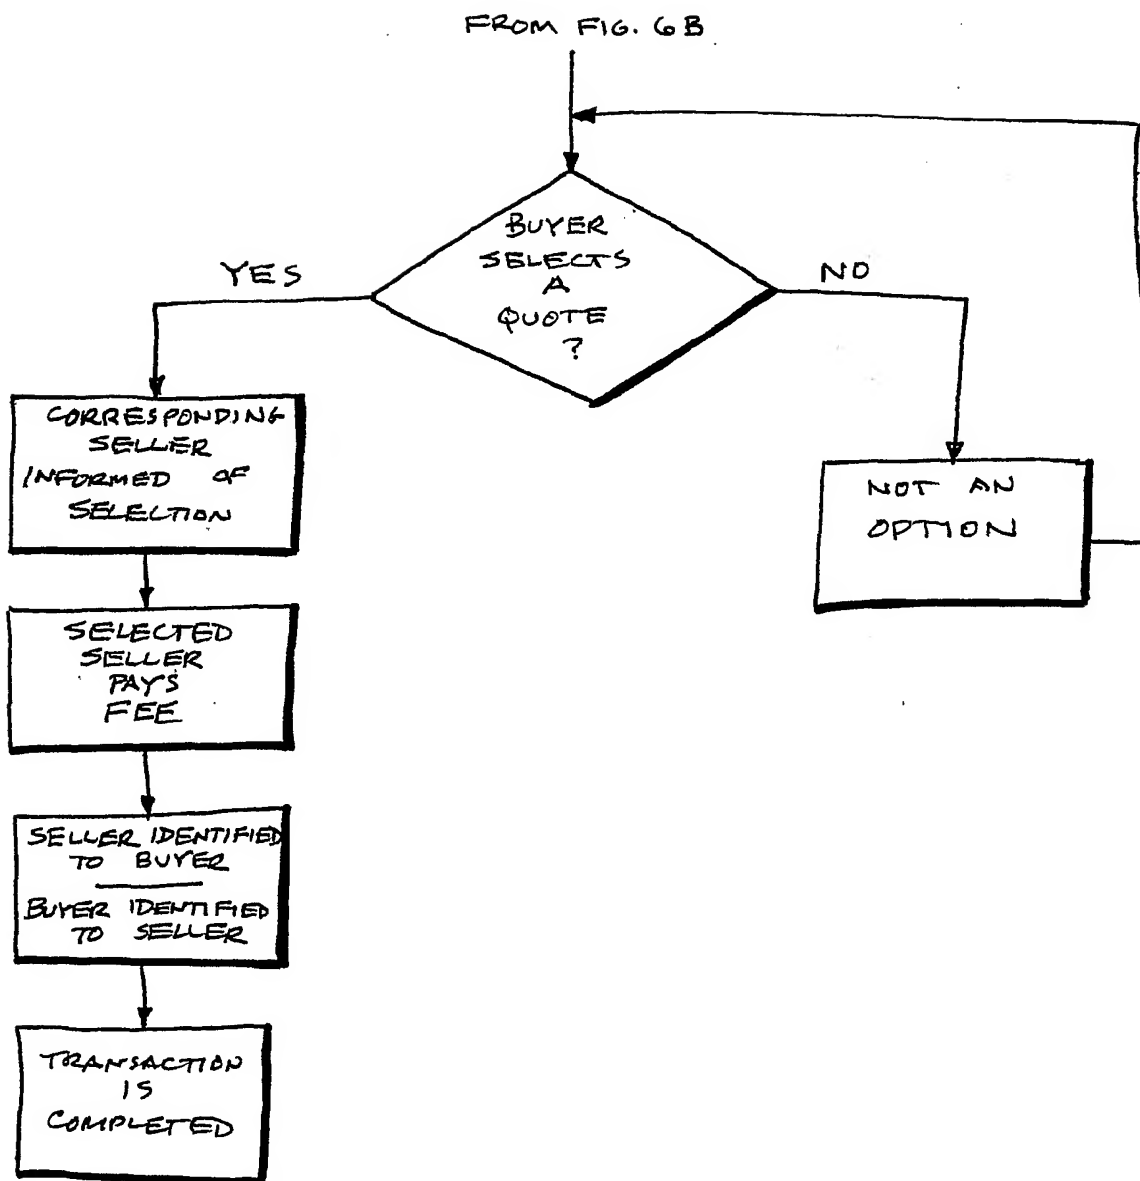 FROM FIG. 6B
BUYER
SELECTS
A
QUOTE
?
YES
NO
CORRESPONDING
SELLER
INFORMED OF
SELECTION
NOT AN
OPTION
SELECTED
SELLER
PAYS
FEE
SELLER IDENTIFIED
TO BUYER
BUYER IDENTIFIED
TO SELLER
TRANSACTION
IS
COMPLETED